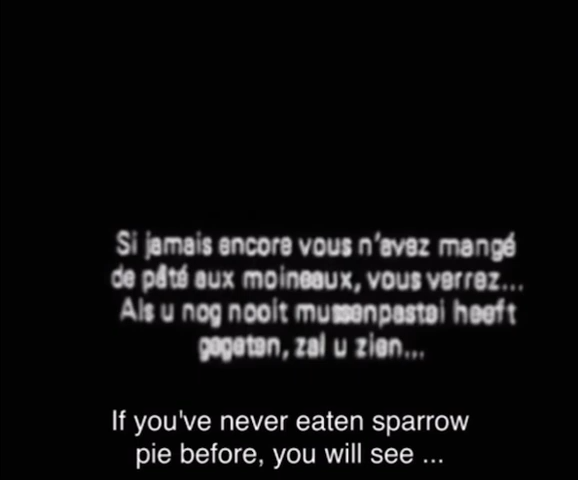 Si jamais encore vous n'avez mangé
de pâté aux moineaux, vous verrez...
Als u nog nooit mussenpastei heeft
gegeten, zal u zien...
If you've never eaten sparrow
pie before, you will see ...